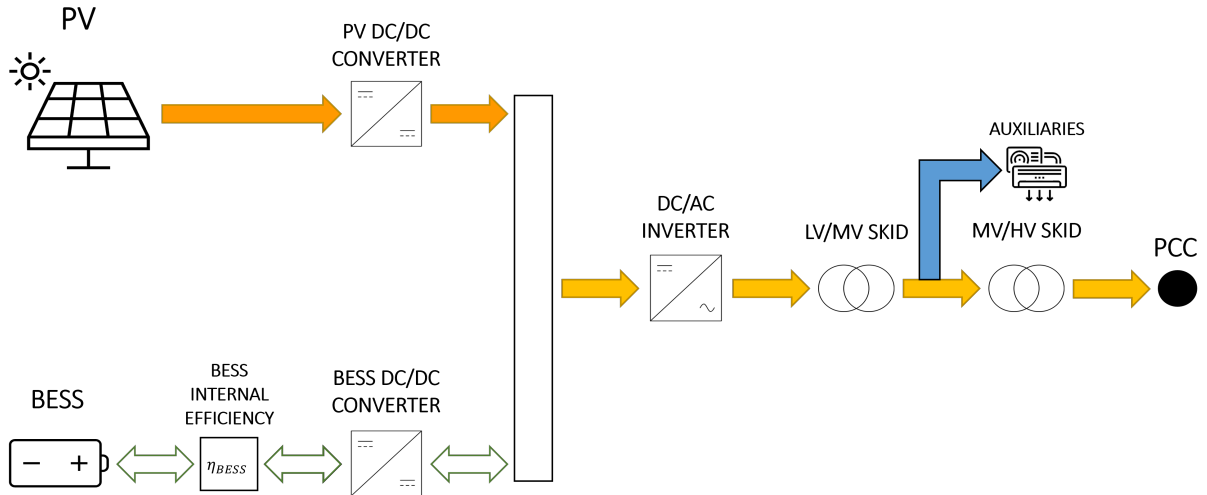 PV
PV DC/DC
CONVERTER
AUXILIARIES
DC/AC
INVERTER
LV/MV SKID
MV/HV SKID
PCC
BESS
BESS
INTERNAL
EFFICIENCY
η_BESS
BESS DC/DC
CONVERTER